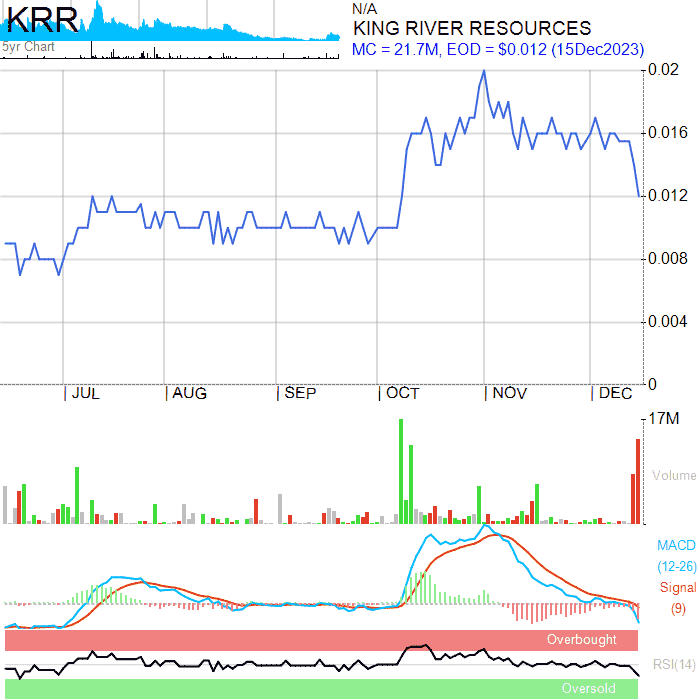 KRR
5yr Chart
N/A
KING RIVER RESOURCES
MC = 21.7M, EOD = $0.012 (15Dec2023)
0.02
0.016
0.012
0.008
0.004
0
JUL AUG SEP OCT NOV DEC
17M
Volume
MACD
(12-26)
Signal
(9)
Overbought
RSI(14)
Oversold